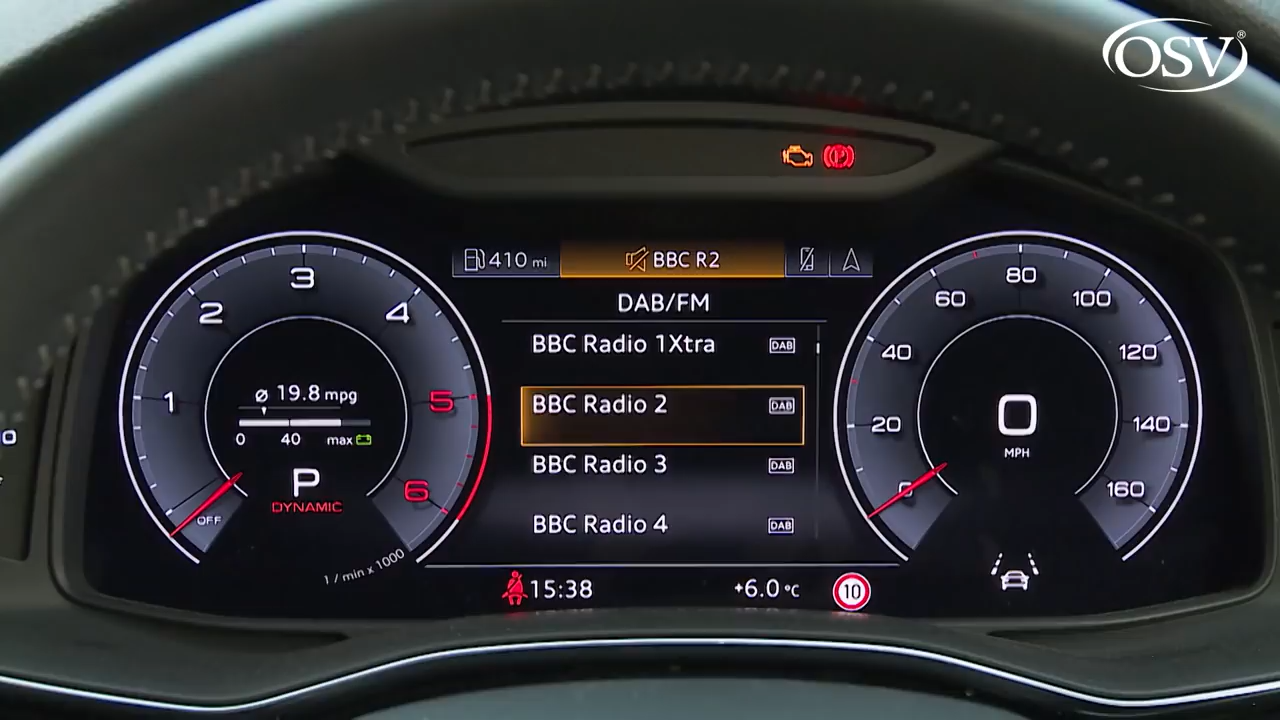 OSV®
P
410 mi
BBC R2
DAB/FM
BBC Radio 1Xtra DAB
BBC Radio 2 DAB
BBC Radio 3 DAB
BBC Radio 4 DAB
1
2
3
4
5
6
OFF
1 / min x 1000
ø 19.8 mpg
0 40 max
P
DYNAMIC
0
20
40
60
80
100
120
140
160
0
MPH
15:38
+6.0 °C
10